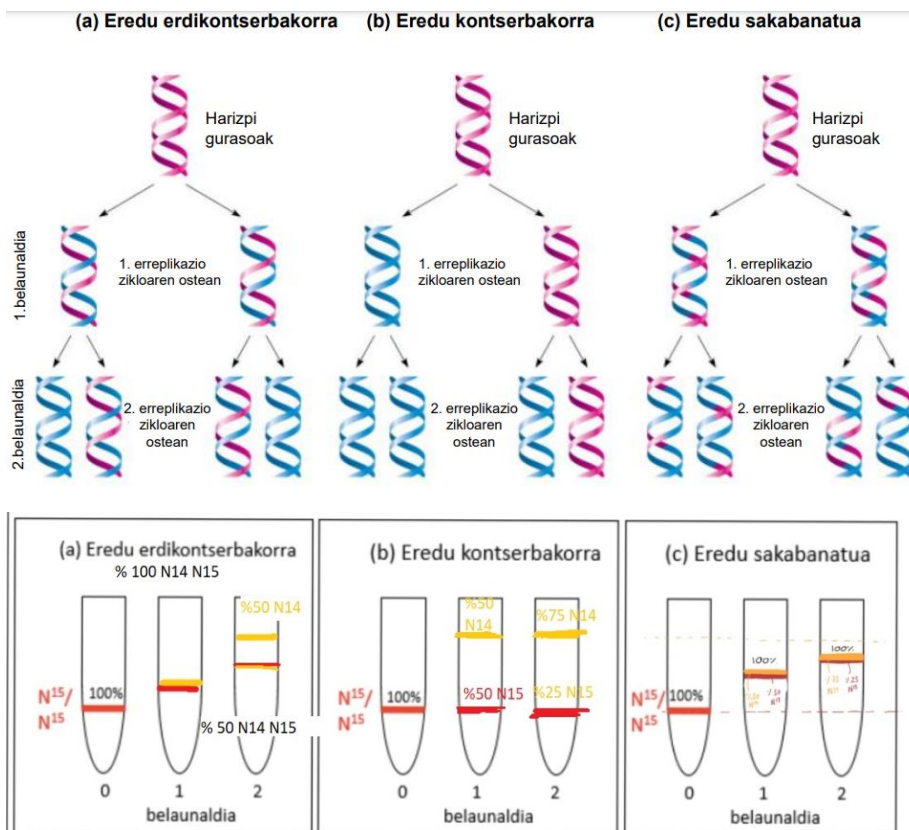 (a) Eredu erdikontserbakorra
(b) Eredu kontserbakorra
(c) Eredu sakabanatua
Harizpi
gurasoak
Harizpi
gurasoak
Harizpi
gurasoak
1.belaunaldia
1. erreplikazio
zikloaren ostean
1. erreplikazio
zikloaren ostean
1. erreplikazio
zikloaren ostean
2.belaunaldia
2. erreplikazio
zikloaren
ostean
2. erreplikazio
zikloaren
ostean
2. erreplikazio
zikloaren
ostean
(a) Eredu erdikontserbakorra
% 100 N14 N15
%50 N14
N15/
N15
100%
% 50 N14 N15
0
1
2
belaunaldia
(b) Eredu kontserbakorra
%50
N14
%75 N14
N15/
N15
100%
%50 N15
%25 N15
0
1
2
belaunaldia
(c) Eredu sakabanatua
100%
100%
N15/
N15
100%
0
1
2
belaunaldia